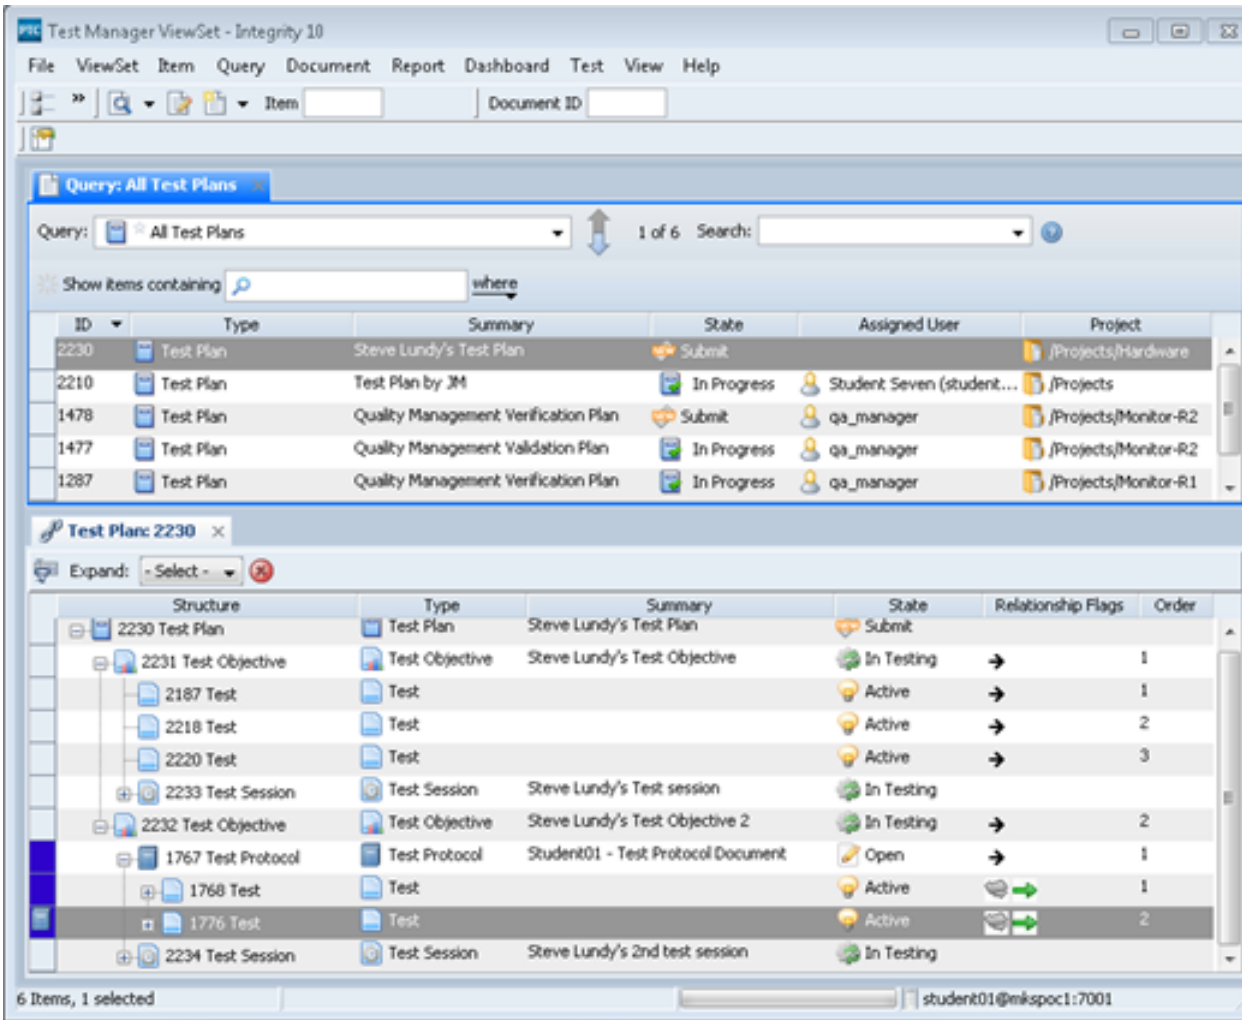 PTC Test Manager ViewSet - Integrity 10
File ViewSet Item Query Document Report Dashboard Test View Help
» Item Document ID
Query: All Test Plans
Query: All Test Plans 1 of 6 Search:
Show items containing where
ID Type Summary State Assigned User Project
2230 Test Plan Steve Lundy's Test Plan Submit /Projects/Hardware
2210 Test Plan Test Plan by JM In Progress Student Seven (student... /Projects
1478 Test Plan Quality Management Verification Plan Submit qa_manager /Projects/Monitor-R2
1477 Test Plan Quality Management Validation Plan In Progress qa_manager /Projects/Monitor-R2
1287 Test Plan Quality Management Verification Plan In Progress qa_manager /Projects/Monitor-R1
Test Plan: 2230
Expand: - Select -
Structure Type Summary State Relationship Flags Order
2230 Test Plan Test Plan Steve Lundy's Test Plan Submit
2231 Test Objective Test Objective Steve Lundy's Test Objective In Testing 1
2187 Test Test Active 1
2218 Test Test Active 2
2220 Test Test Active 3
2233 Test Session Test Session Steve Lundy's Test session In Testing
2232 Test Objective Test Objective Steve Lundy's Test Objective 2 In Testing 2
1767 Test Protocol Test Protocol Student01 - Test Protocol Document Open 1
1768 Test Test Active 1
1776 Test Test Active 2
2234 Test Session Test Session Steve Lundy's 2nd test session In Testing
6 Items, 1 selected student01@mkspoc1:7001